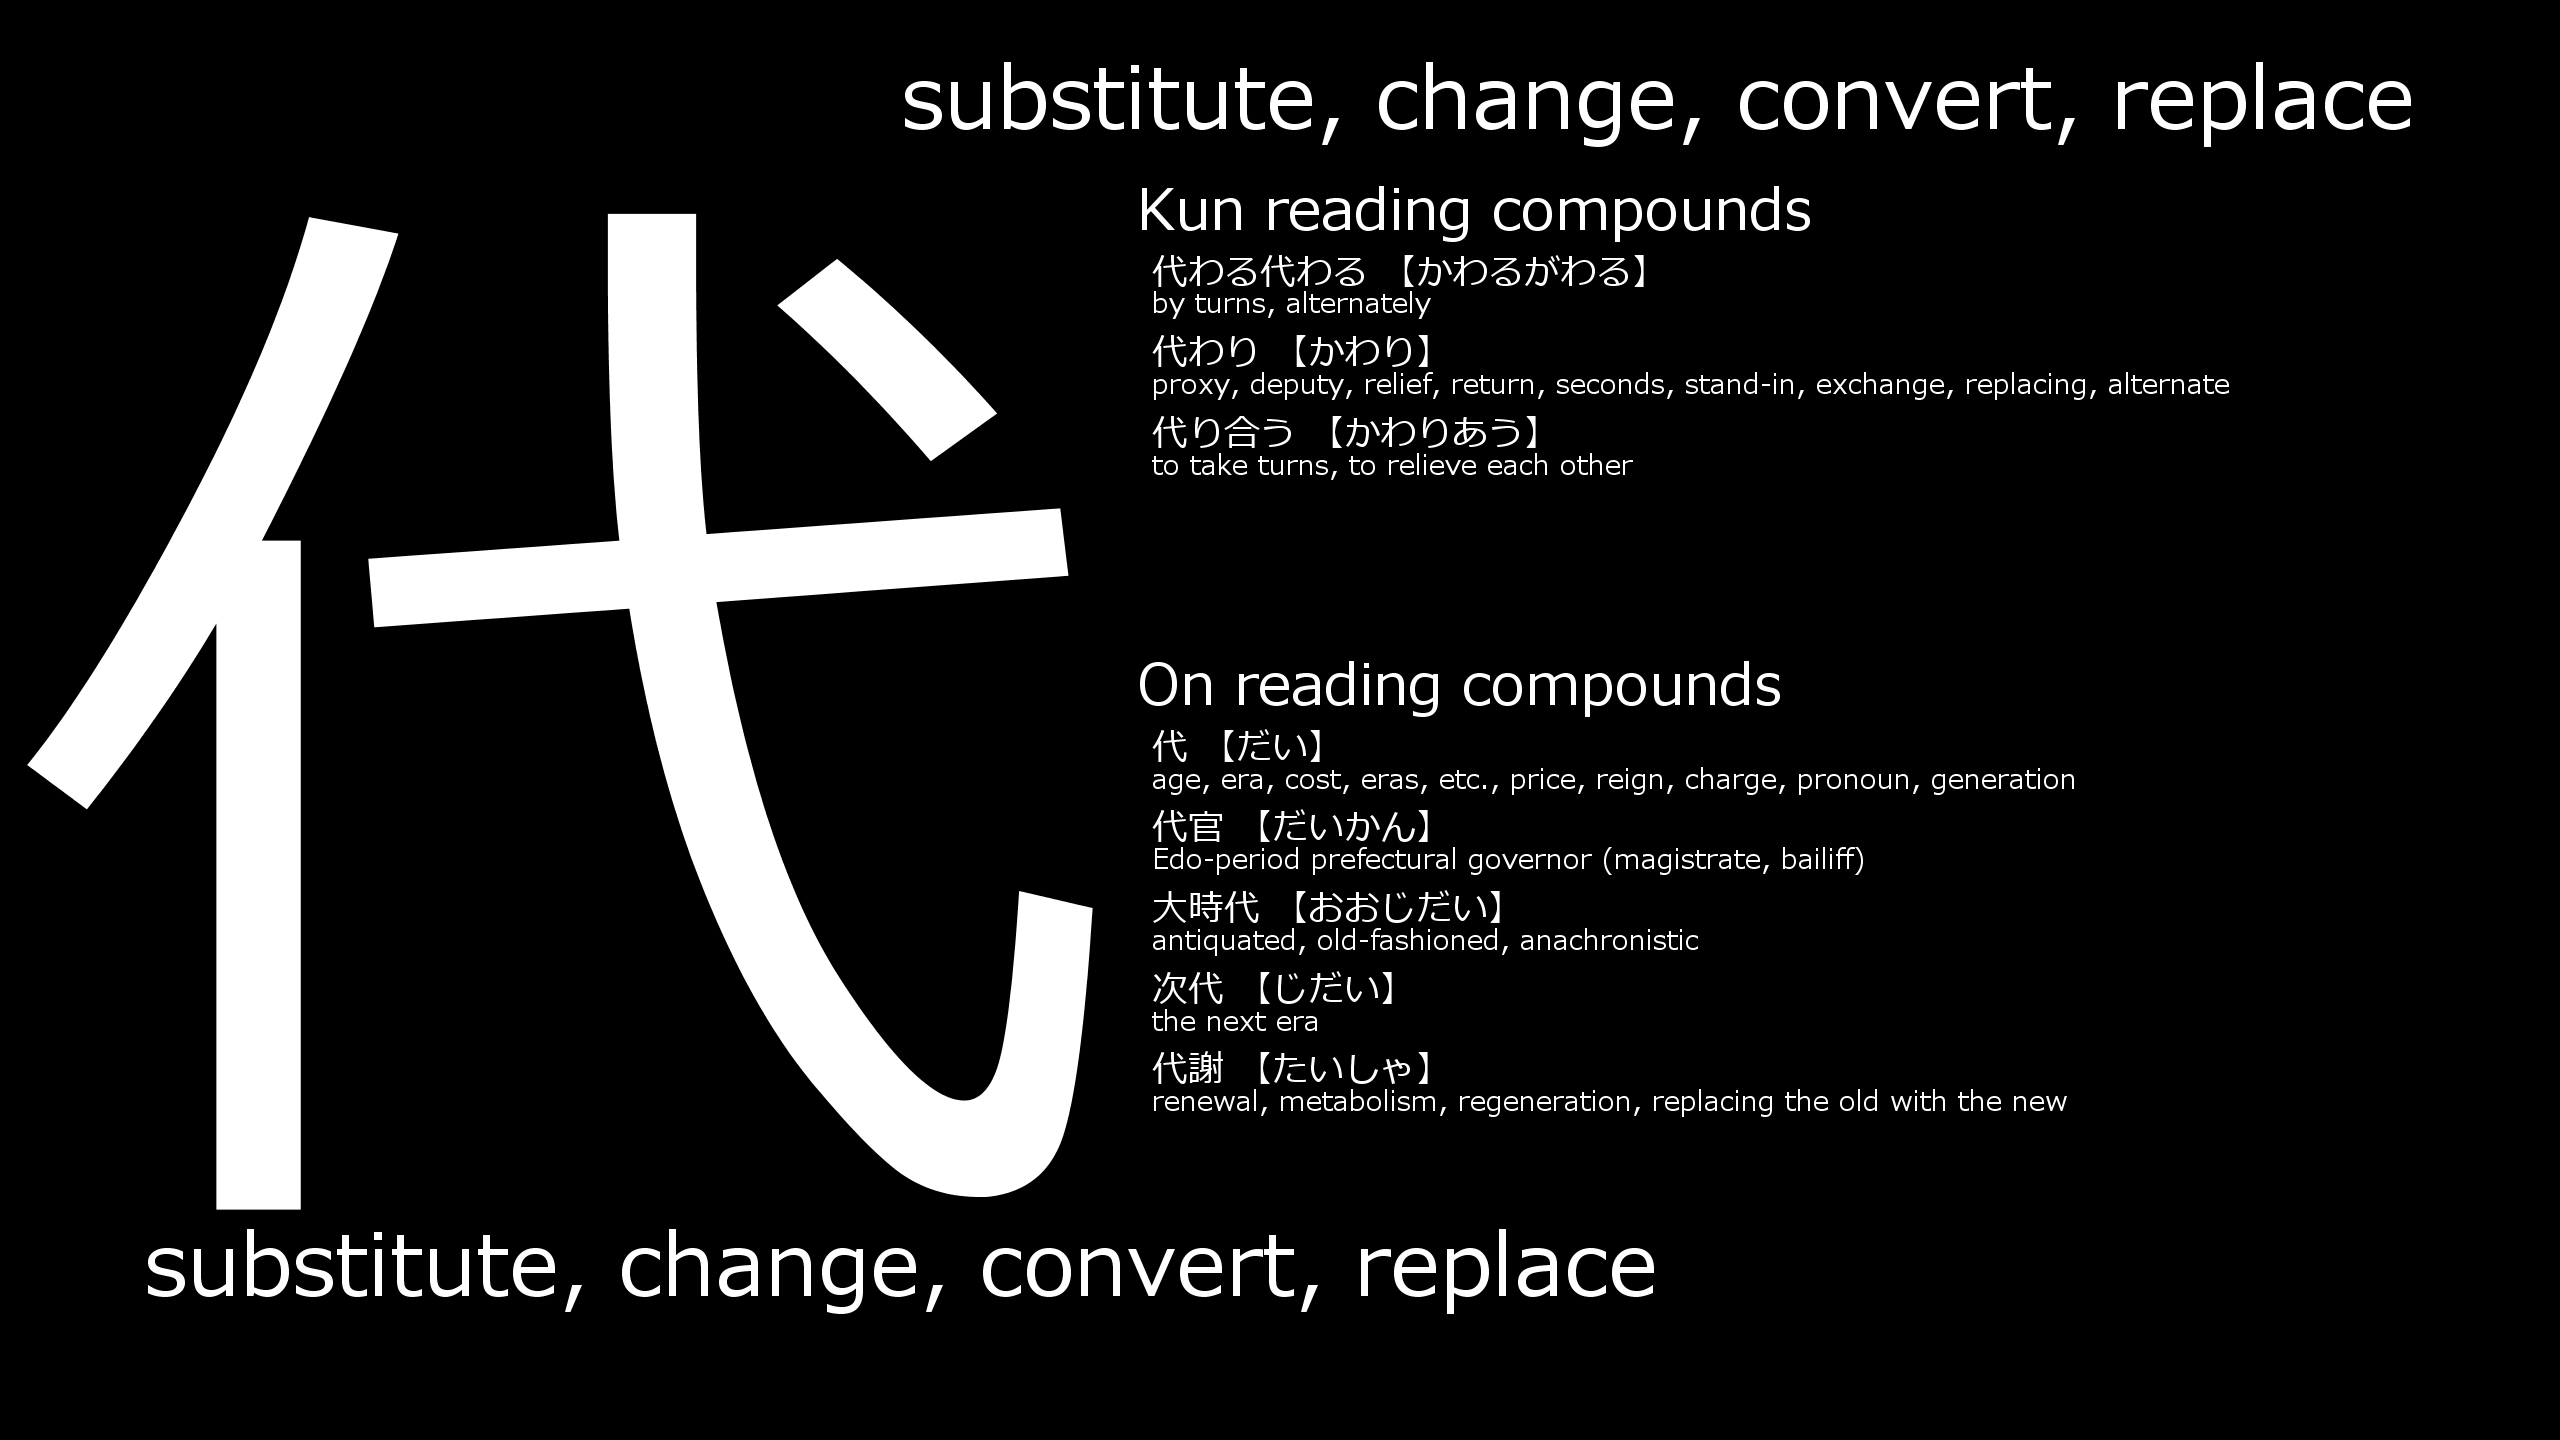 substitute, change, convert, replace
代
Kun reading compounds
代わる代わる 【かわるがわる】
by turns, alternately
代わり 【かわり】
proxy, deputy, relief, return, seconds, stand-in, exchange, replacing, alternate
代り合う 【かわりあう】
to take turns, to relieve each other
On reading compounds
代 【だい】
age, era, cost, eras, etc., price, reign, charge, pronoun, generation
代官 【だいかん】
Edo-period prefectural governor (magistrate, bailiff)
大時代 【おおじだい】
antiquated, old-fashioned, anachronistic
次代 【じだい】
the next era
代謝 【たいしゃ】
renewal, metabolism, regeneration, replacing the old with the new
substitute, change, convert, replace